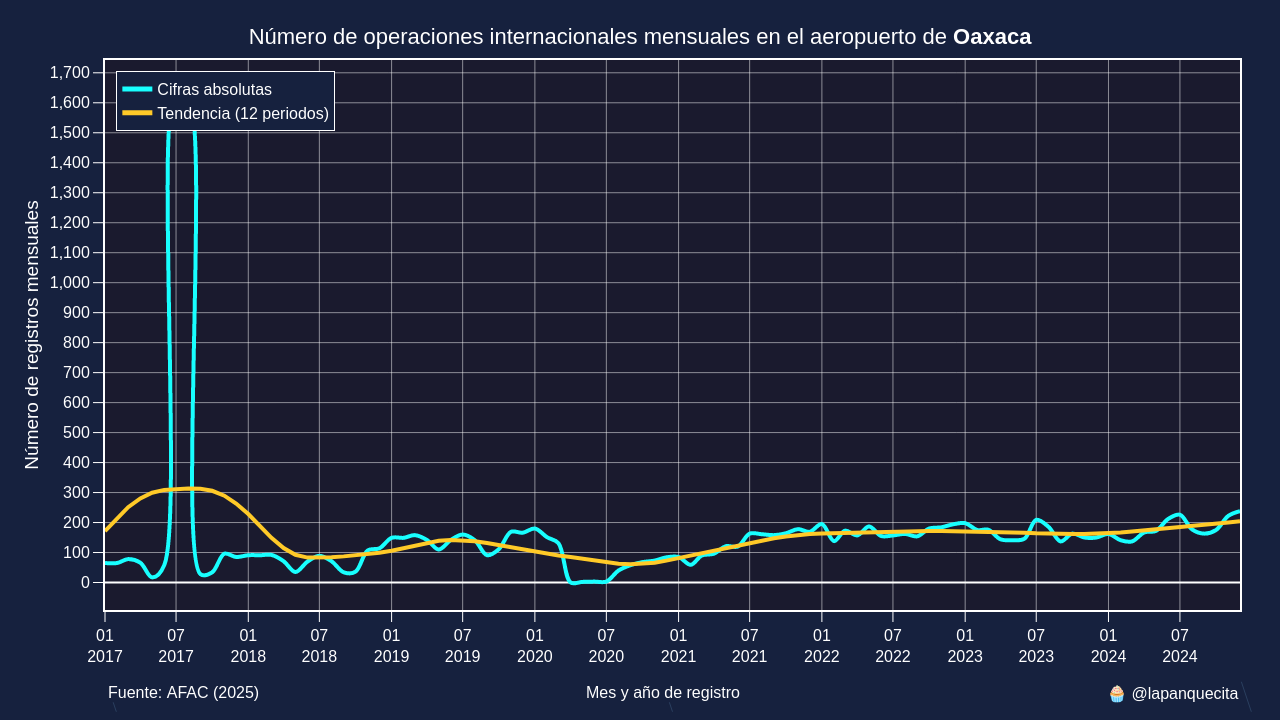 Número de operaciones internacionales mensuales en el aeropuerto de Oaxaca
Número de registros mensuales
1,700
1,600
1,500
1,400
1,300
1,200
1,100
1,000
900
800
700
600
500
400
300
200
100
0
Cifras absolutas
Tendencia (12 periodos)
01 07 01 07 01 07 01 07 01 07 01 07 01 07 01 07
2017 2017 2018 2018 2019 2019 2020 2020 2021 2021 2022 2022 2023 2023 2024 2024
Fuente: AFAC (2025) Mes y año de registro 🧁 @lapanquecita